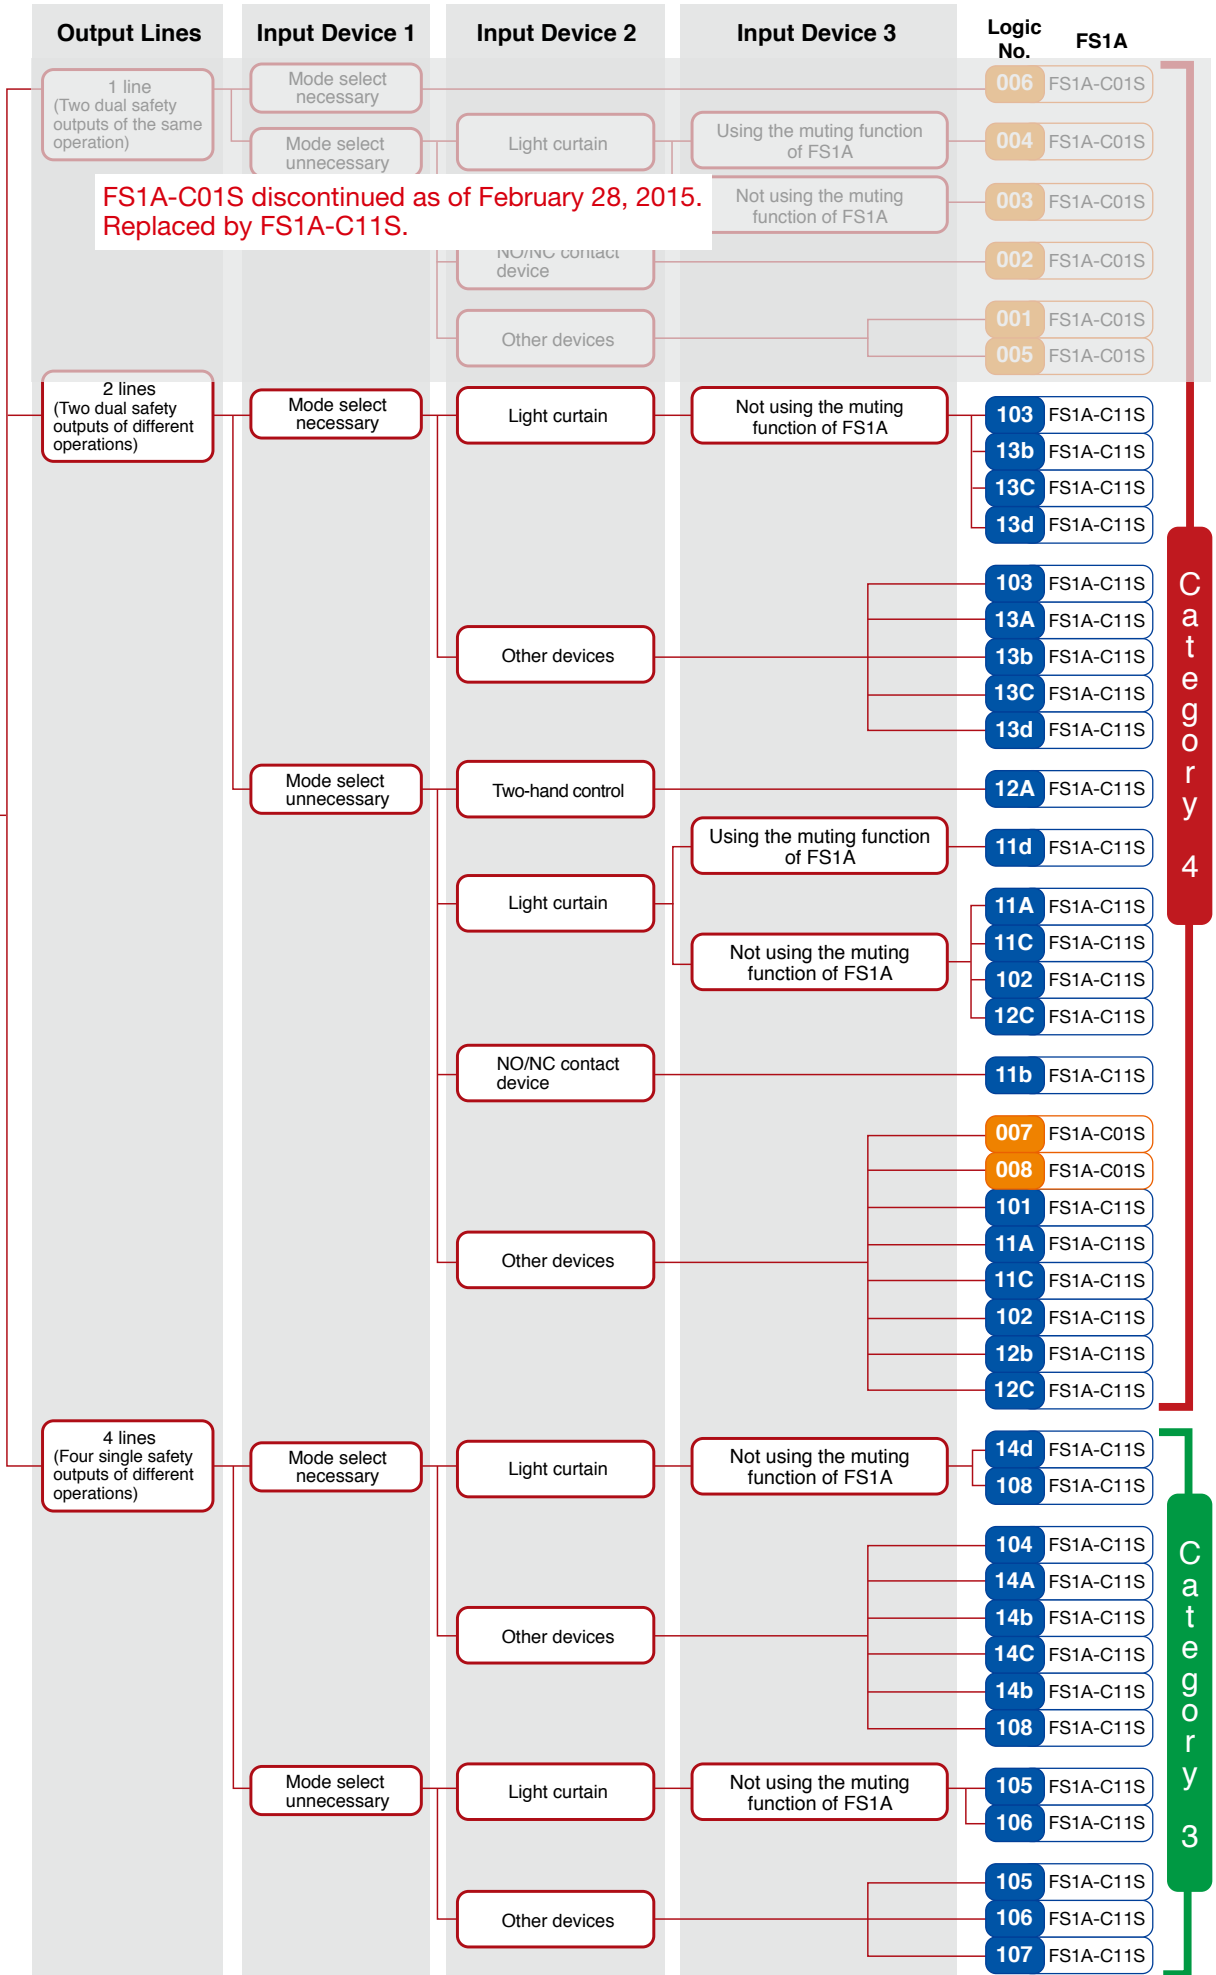 Output Lines
Input Device 1
Input Device 2
Input Device 3
Logic
No.
FS1A
1 line
(Two dual safety
outputs of the same
operation)
Mode select
necessary
006 FS1A-C01S
Mode select
unnecessary
Light curtain
Using the muting function
of FS1A
004 FS1A-C01S
FS1A-C01S discontinued as of February 28, 2015.
Replaced by FS1A-C11S.
Not using the muting
function of FS1A
003 FS1A-C01S
NO/NC contact
device
002 FS1A-C01S
Other devices
001 FS1A-C01S
005 FS1A-C01S
2 lines
(Two dual safety
outputs of different
operations)
Mode select
necessary
Light curtain
Not using the muting
function of FS1A
103 FS1A-C11S
13b FS1A-C11S
13C FS1A-C11S
13d FS1A-C11S
Other devices
103 FS1A-C11S
13A FS1A-C11S
13b FS1A-C11S
13C FS1A-C11S
13d FS1A-C11S
Mode select
unnecessary
Two-hand control
12A FS1A-C11S
Light curtain
Using the muting function
of FS1A
11d FS1A-C11S
Not using the muting
function of FS1A
11A FS1A-C11S
11C FS1A-C11S
102 FS1A-C11S
12C FS1A-C11S
NO/NC contact
device
11b FS1A-C11S
Other devices
007 FS1A-C01S
008 FS1A-C01S
101 FS1A-C11S
11A FS1A-C11S
11C FS1A-C11S
102 FS1A-C11S
12b FS1A-C11S
12C FS1A-C11S
Category 4
4 lines
(Four single safety
outputs of different
operations)
Mode select
necessary
Light curtain
Not using the muting
function of FS1A
14d FS1A-C11S
108 FS1A-C11S
Other devices
104 FS1A-C11S
14A FS1A-C11S
14b FS1A-C11S
14C FS1A-C11S
14b FS1A-C11S
108 FS1A-C11S
Mode select
unnecessary
Light curtain
Not using the muting
function of FS1A
105 FS1A-C11S
106 FS1A-C11S
Other devices
105 FS1A-C11S
106 FS1A-C11S
107 FS1A-C11S
Category 3